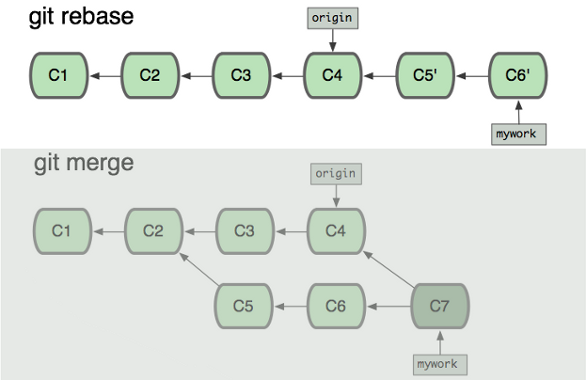 git rebase
origin
C1 C2 C3 C4 C5' C6'
mywork
git merge
origin
C1 C2 C3 C4
C5 C6 C7
mywork